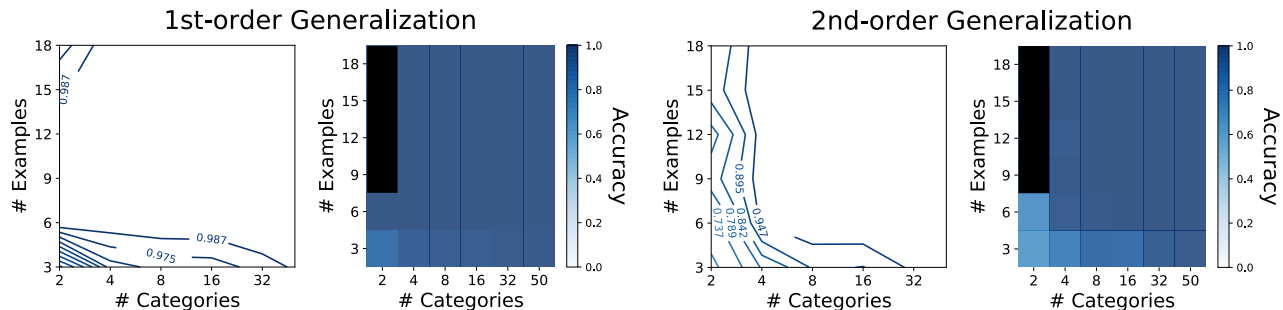 1st-order Generalization
2nd-order Generalization
# Examples
18
15
12
9
6
3
0.987
0.987
0.975
2 4 8 16 32
# Categories
# Examples
18
15
12
9
6
3
2 4 8 16 32 50
# Categories
1.0
0.8
0.6
0.4
0.2
0.0
Accuracy
# Examples
18
15
12
9
6
3
0.737
0.789
0.842
0.895
0.947
2 4 8 16 32
# Categories
# Examples
18
15
12
9
6
3
2 4 8 16 32 50
# Categories
1.0
0.8
0.6
0.4
0.2
0.0
Accuracy